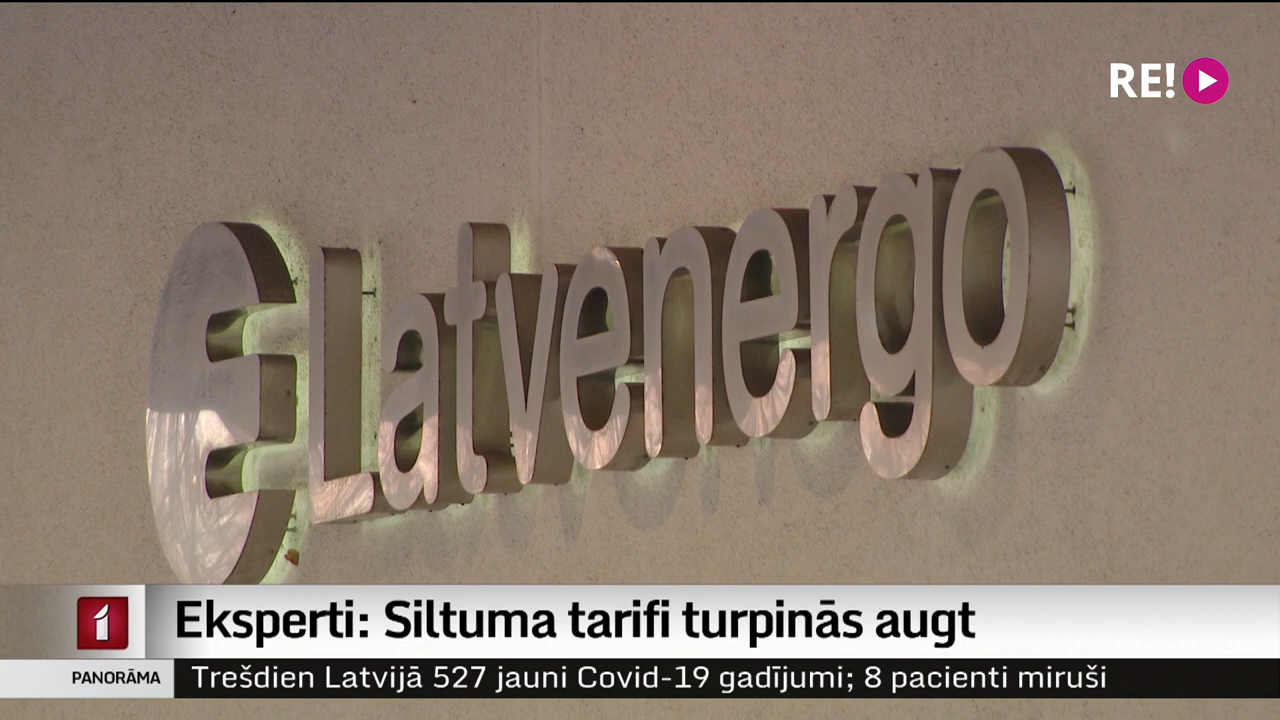 RE!
Latvenergo
1
Eksperti: Siltuma tarifi turpinās augt
PANORĀMA
Trešdien Latvijā 527 jauni Covid-19 gadījumi; 8 pacienti miruši